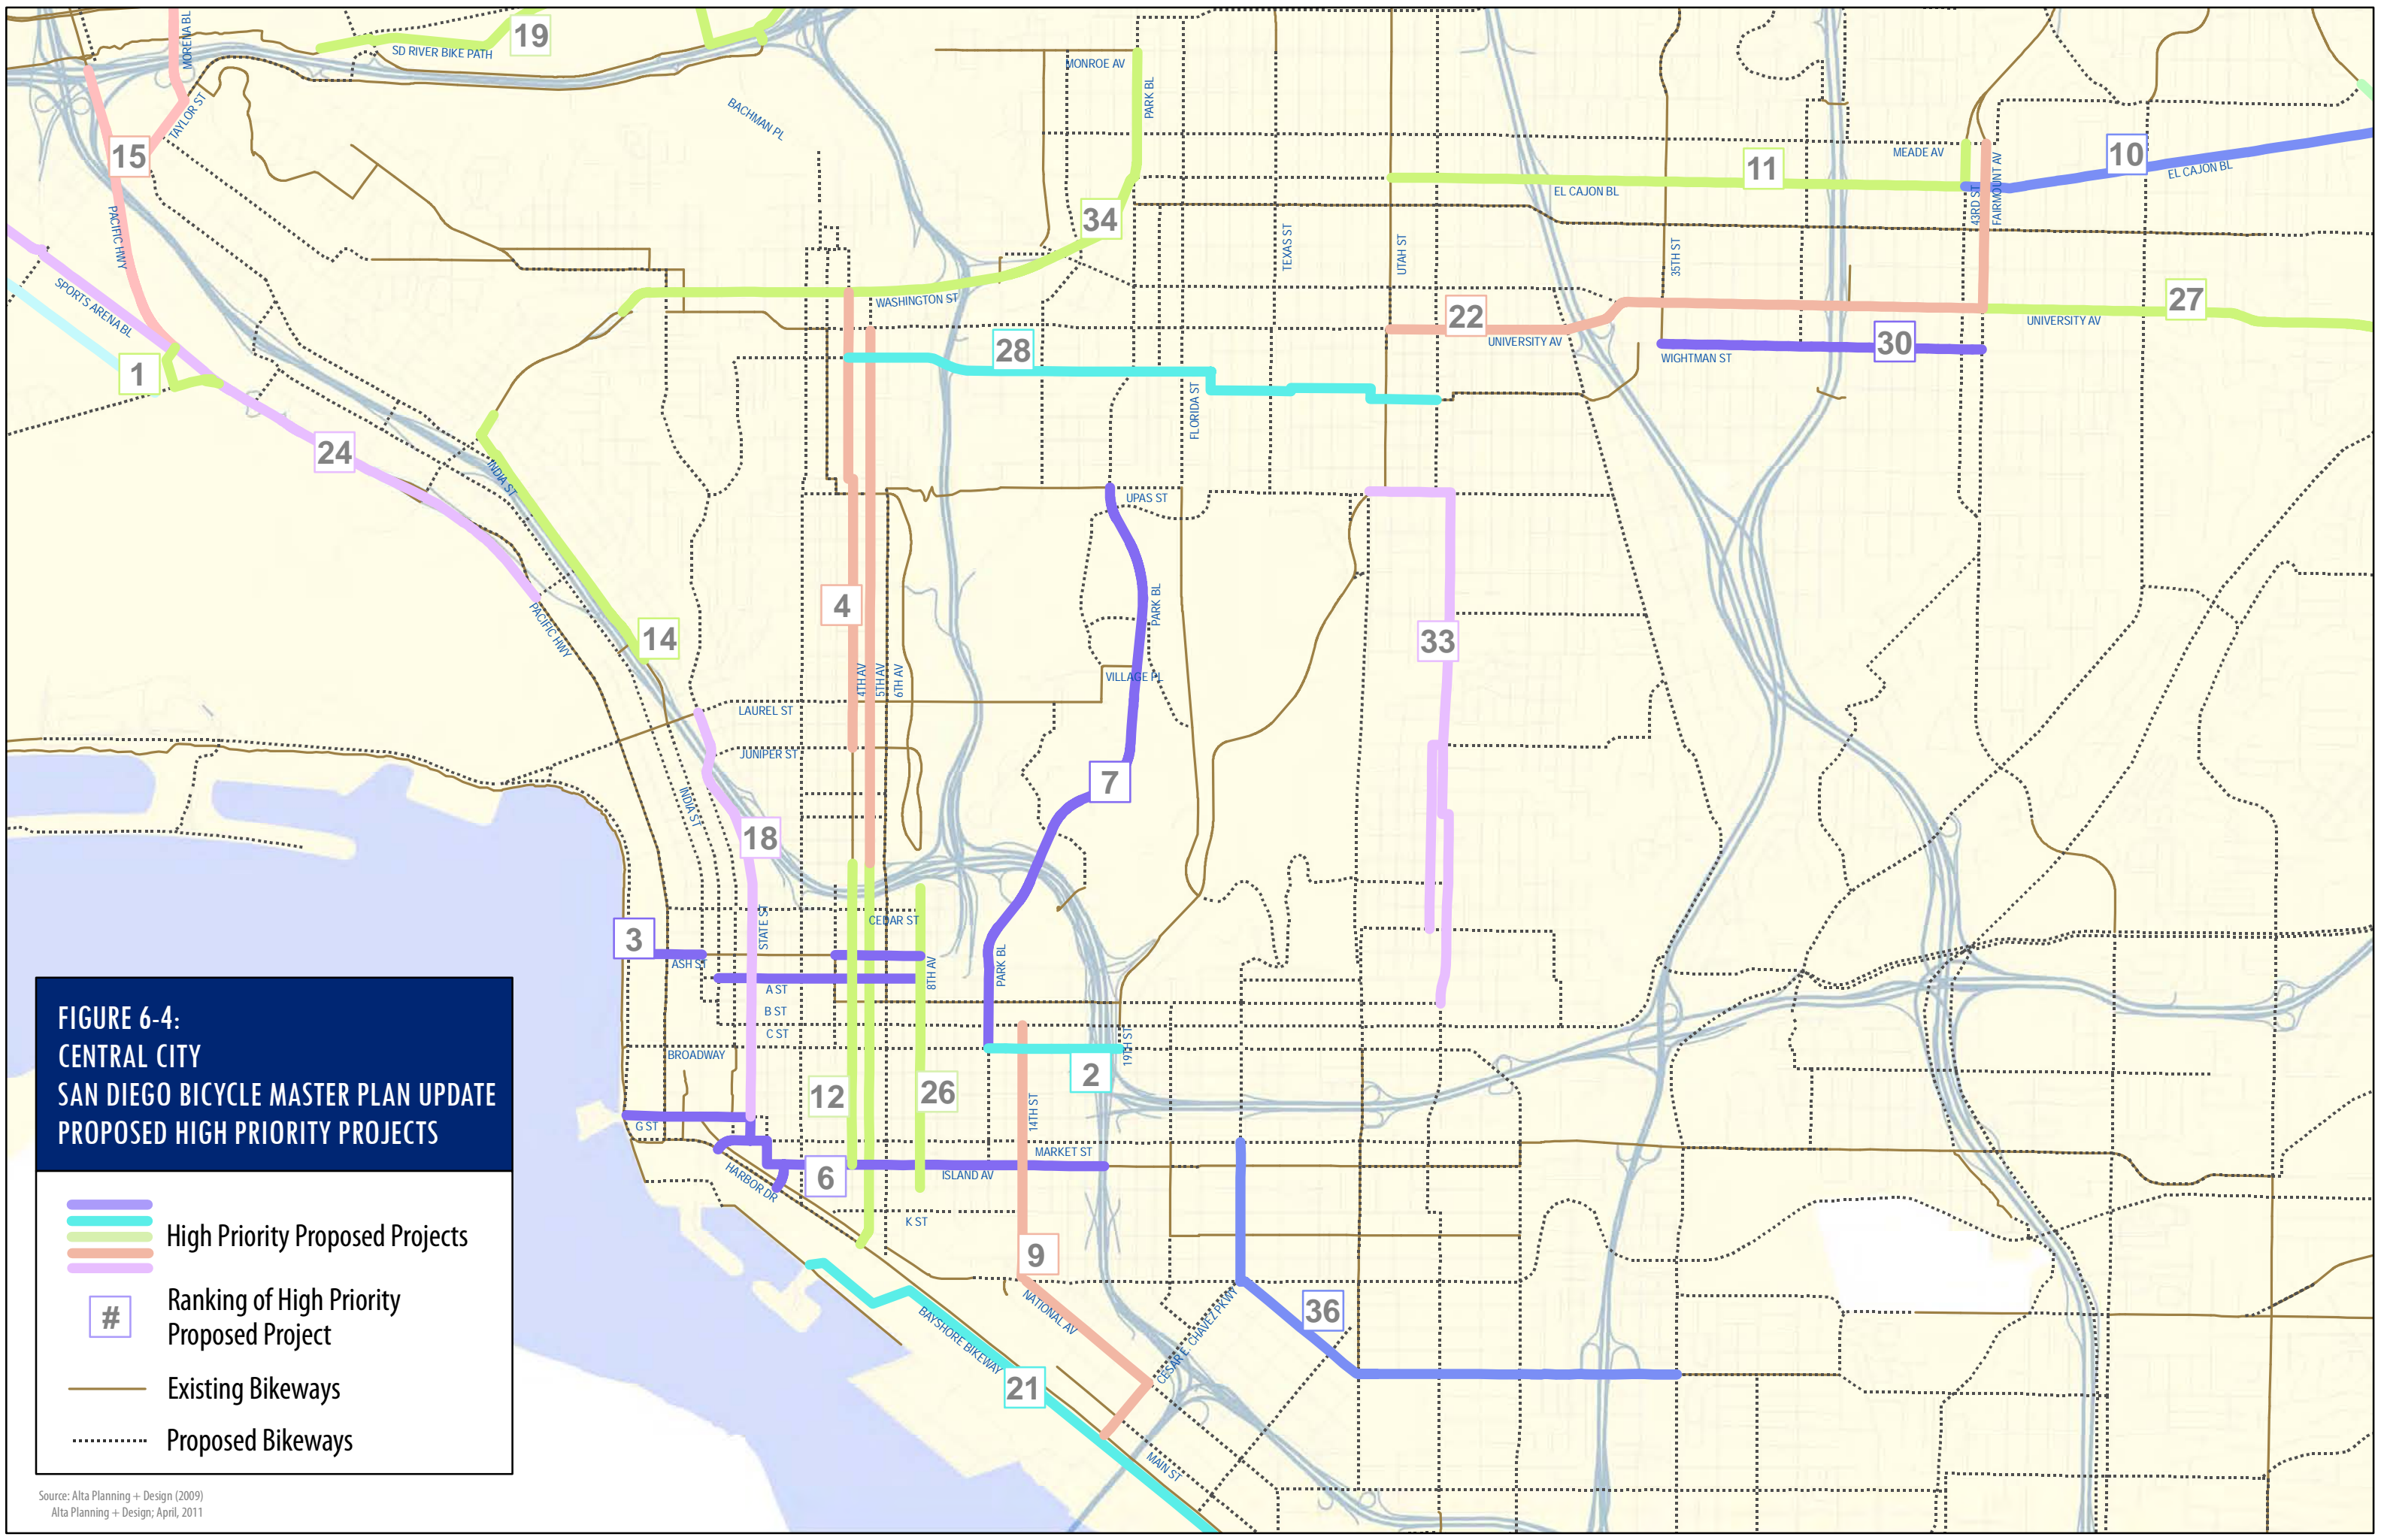 19
MORENA BL
SD RIVER BIKE PATH
MONROE AV
PARK BL
BACHMAN PL
TAYLOR ST
15
34
11
MEADE AV
10
EL CAJON BL
EL CAJON BL
43RD ST
FAIRMOUNT AV
PACIFIC HWY
TEXAS ST
UTAH ST
35TH ST
SPORTS ARENA BL
WASHINGTON ST
22
UNIVERSITY AV
27
UNIVERSITY AV
28
30
WIGHTMAN ST
1
FLORIDA ST
24
INDIA ST
UPAS ST
4
PARK BL
14
33
PACIFIC HWY
4TH AV
5TH AV
6TH AV
VILLAGE PL
LAUREL ST
JUNIPER ST
7
INDIA ST
18
3
STATE ST
CEDAR ST
ASH ST
8TH AV
PARK BL
A ST
B ST
C ST
BROADWAY
19TH ST
2
12
26
14TH ST
G ST
MARKET ST
HARBOR DR
6
ISLAND AV
K ST
9
NATIONAL AV
CESAR E. CHAVEZ PKWY
36
BAYSHORE BIKEWAY
21
MAIN ST
FIGURE 6-4:
CENTRAL CITY
SAN DIEGO BICYCLE MASTER PLAN UPDATE
PROPOSED HIGH PRIORITY PROJECTS
High Priority Proposed Projects
#
Ranking of High Priority
Proposed Project
Existing Bikeways
Proposed Bikeways
Source: Alta Planning + Design (2009)
Alta Planning + Design; April, 2011